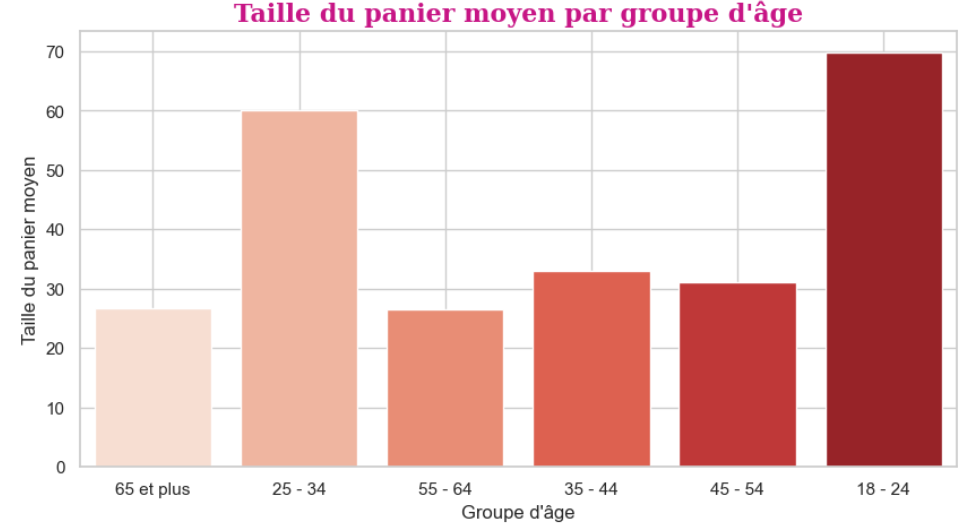 Taille du panier moyen par groupe d'âge
Taille du panier moyen
70
60
50
40
30
20
10
0
65 et plus
25 - 34
55 - 64
35 - 44
45 - 54
18 - 24
Groupe d'âge